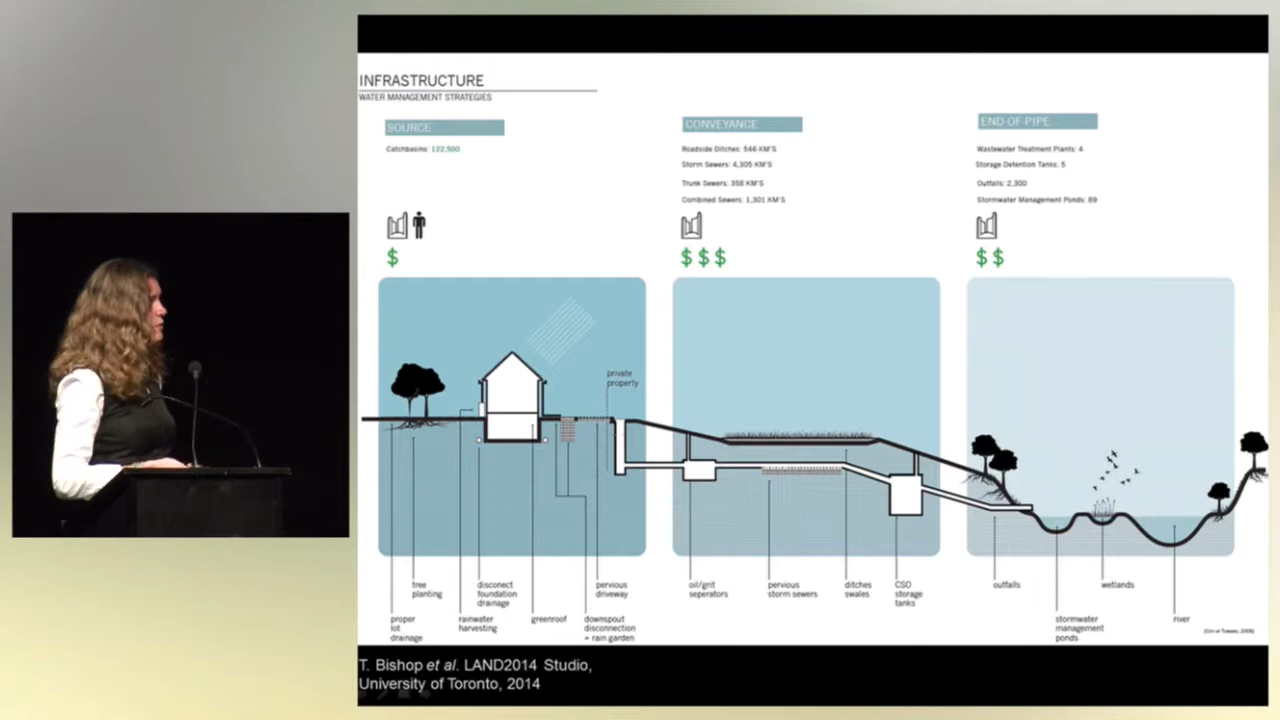 INFRASTRUCTURE
WATER MANAGEMENT STRATEGIES
SOURCE
Catchbasins: 122,500
$
CONVEYANCE
Roadside Ditches: 546 KM'S
Storm Sewers: 4,305 KM'S
Trunk Sewers: 358 KM'S
Combined Sewers: 1,301 KM'S
$ $ $
END-OF-PIPE
Wastewater Treatment Plants: 4
Storage Detention Tanks: 5
Outfalls: 2,300
Stormwater Management Ponds: 89
$ $
private
property
tree
planting
disconect
foundation
drainage
pervious
driveway
proper
lot
drainage
rainwater
harvesting
greenroof
downspout
disconnection
+ rain garden
oil/grit
seperators
pervious
storm sewers
ditches
swales
CSO
storage
tanks
outfalls
wetlands
stormwater
management
ponds
river
T. Bishop et al. LAND2014 Studio,
University of Toronto, 2014